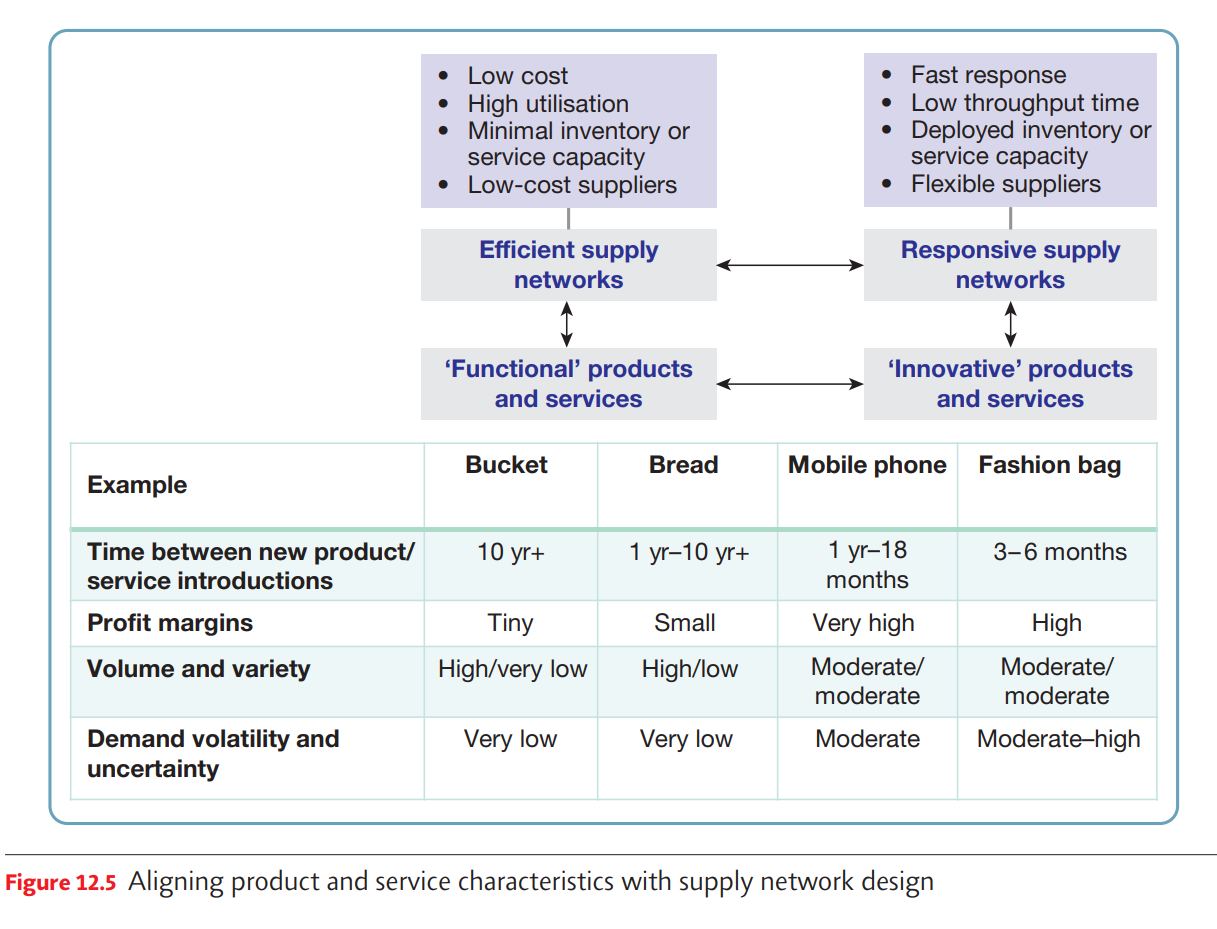 • Low cost
• High utilisation
• Minimal inventory or
service capacity
• Low-cost suppliers
• Fast response
• Low throughput time
• Deployed inventory or
service capacity
• Flexible suppliers
Efficient supply
networks
Responsive supply
networks
‘Functional’ products
and services
‘Innovative’ products
and services
Example Bucket Bread Mobile phone Fashion bag
Time between new product/
service introductions
10 yr+
1 yr–10 yr+
1 yr–18
months
3–6 months
Profit margins Tiny Small Very high High
Volume and variety
High/very low
High/low
Moderate/
moderate
Moderate/
moderate
Demand volatility and
uncertainty
Very low
Very low
Moderate
Moderate–high
Figure 12.5 Aligning product and service characteristics with supply network design